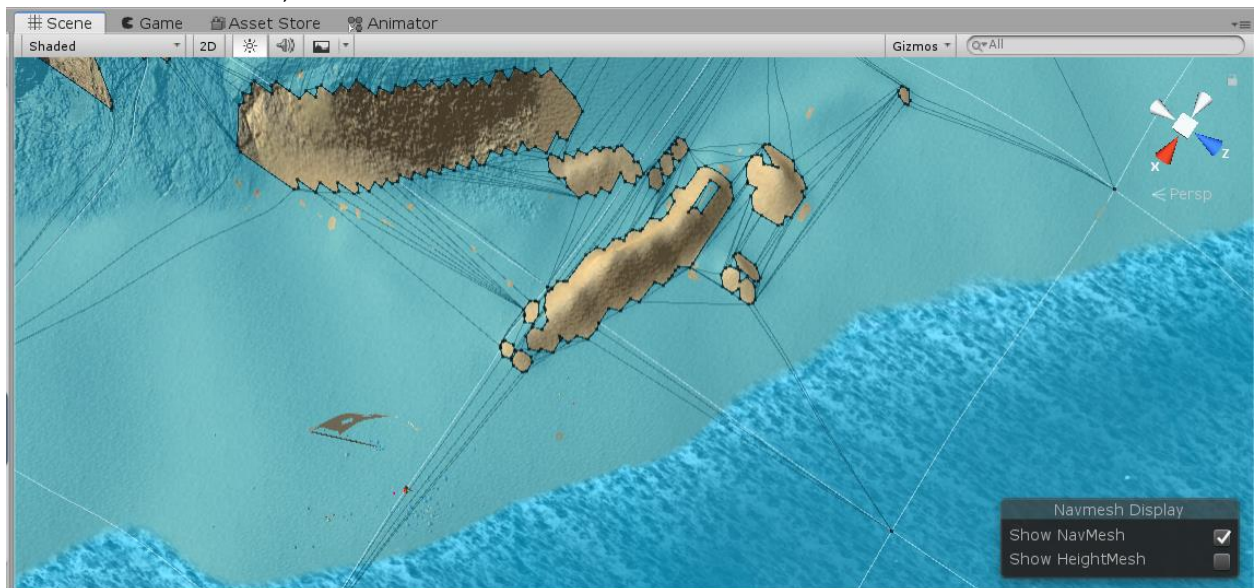 Scene Game Asset Store Animator
Shaded 2D Gizmos All
x z
Persp
Navmesh Display
Show NavMesh
Show HeightMesh